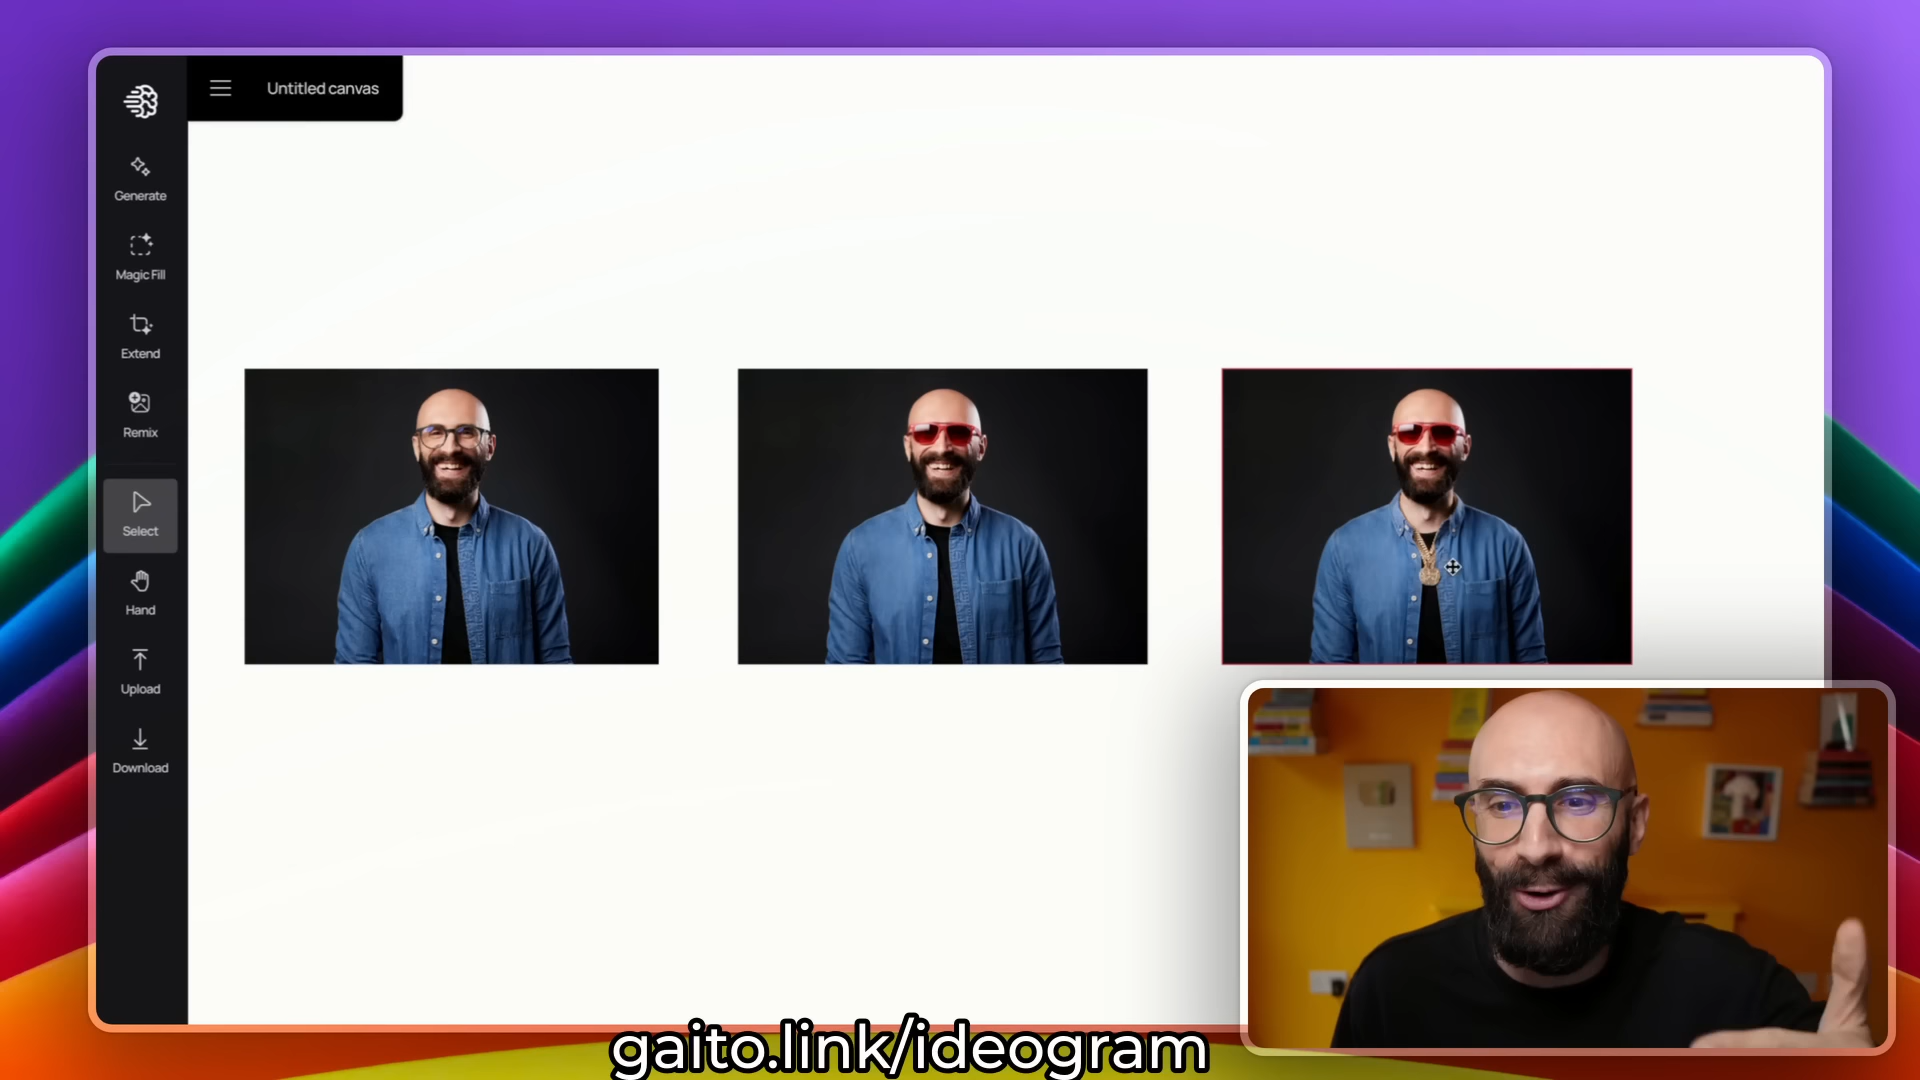 Untitled canvas
Generate
Magic Fill
Extend
Remix
Select
Hand
Upload
Download
gaito.link/ideogram